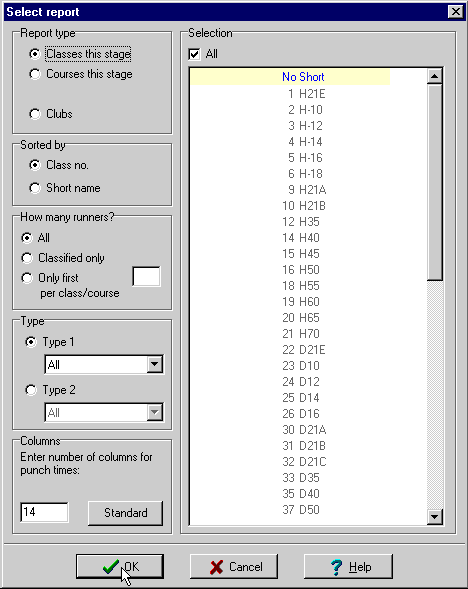 Select report
Report type
Classes this stage
Courses this stage
Clubs
Sorted by
Class no.
Short name
How many runners?
All
Classified only
Only first
per class/course
Type
Type 1
All
Type 2
All
Columns
Enter number of columns for
punch times:
14
Standard
Selection
All
No Short
1 H21E
2 H-10
3 H-12
4 H-14
5 H-16
6 H-18
9 H21A
10 H21B
12 H35
14 H40
15 H45
16 H50
18 H55
19 H60
20 H65
21 H70
22 D21E
23 D10
24 D12
25 D14
26 D16
30 D21A
31 D21B
32 D21C
33 D35
35 D40
37 D50
OK
Cancel
Help